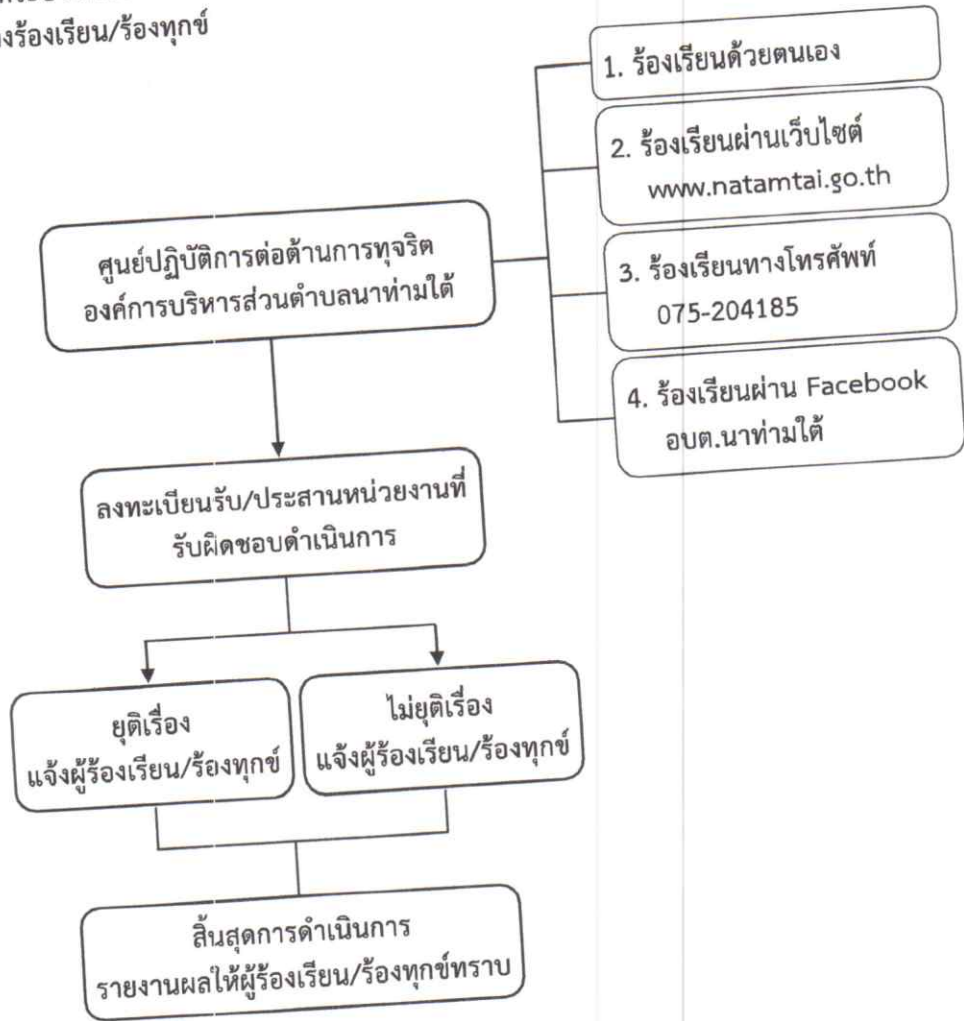 งร้องเรียน/ร้องทุกข์
1. ร้องเรียนด้วยตนเอง
2. ร้องเรียนผ่านเว็บไซต์
www.natamtai.go.th
ศูนย์ปฏิบัติการต่อต้านการทุจริต
องค์การบริหารส่วนตำบลนาท่ามใต้
3. ร้องเรียนทางโทรศัพท์
075-204185
4. ร้องเรียนผ่าน Facebook
อบต.นาท่ามใต้
ลงทะเบียนรับ/ประสานหน่วยงานที่
รับผิดชอบดำเนินการ
ยุติเรื่อง
แจ้งผู้ร้องเรียน/ร้องทุกข์
ไม่ยุติเรื่อง
แจ้งผู้ร้องเรียน/ร้องทุกข์
สิ้นสุดการดำเนินการ
รายงานผลให้ผู้ร้องเรียน/ร้องทุกข์ทราบ